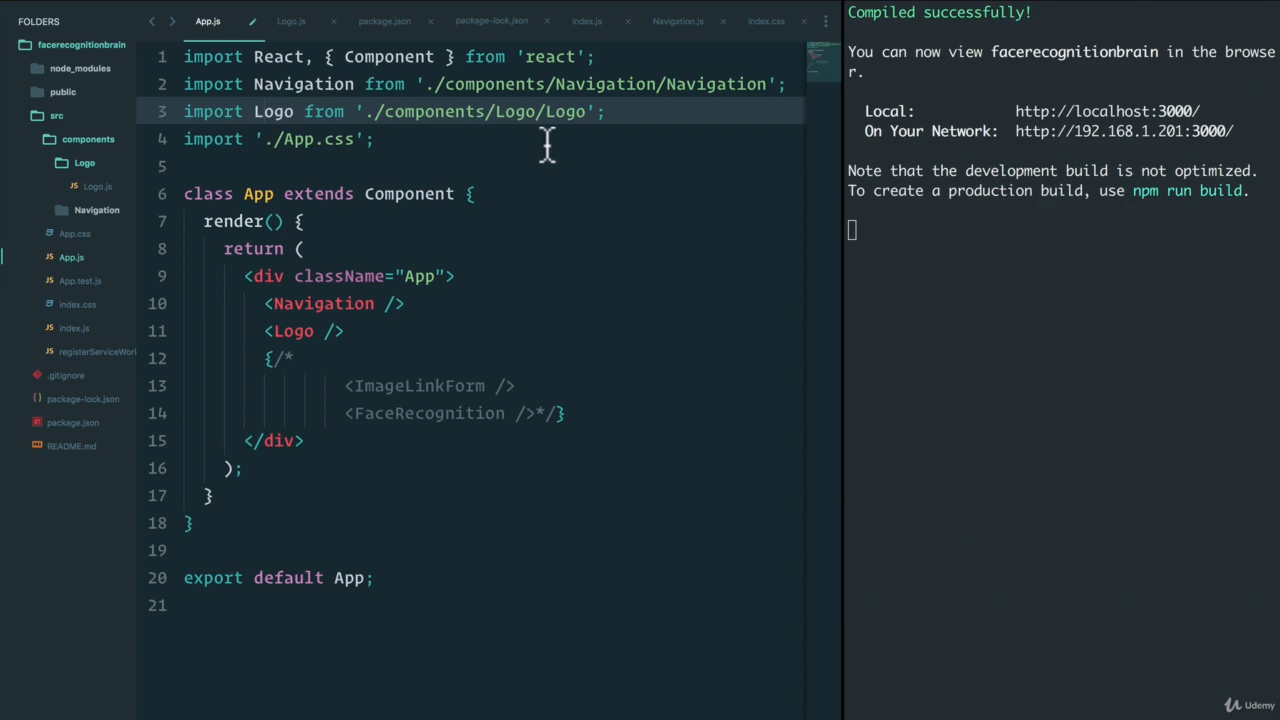 FOLDERS
facerecognitionbrain
node_modules
public
src
components
Logo
Logo.js
Navigation
App.css
App.js
App.test.js
index.css
index.js
registerServiceWork
.gitignore
package-lock.json
package.json
README.md
App.js Logo.js package.json package-lock.json index.js Navigation.js index.css
1 import React, { Component } from 'react';
2 import Navigation from './components/Navigation/Navigation';
3 import Logo from './components/Logo/Logo';
4 import './App.css';
5
6 class App extends Component {
7 render() {
8 return (
9 <div className="App">
10 <Navigation />
11 <Logo />
12 {/*
13 <ImageLinkForm />
14 <FaceRecognition />*/}
15 </div>
16 );
17 }
18 }
19
20 export default App;
21
Compiled successfully!
You can now view facerecognitionbrain in the browse
r.
Local: http://localhost:3000/
On Your Network: http://192.168.1.201:3000/
Note that the development build is not optimized.
To create a production build, use npm run build.
Udemy